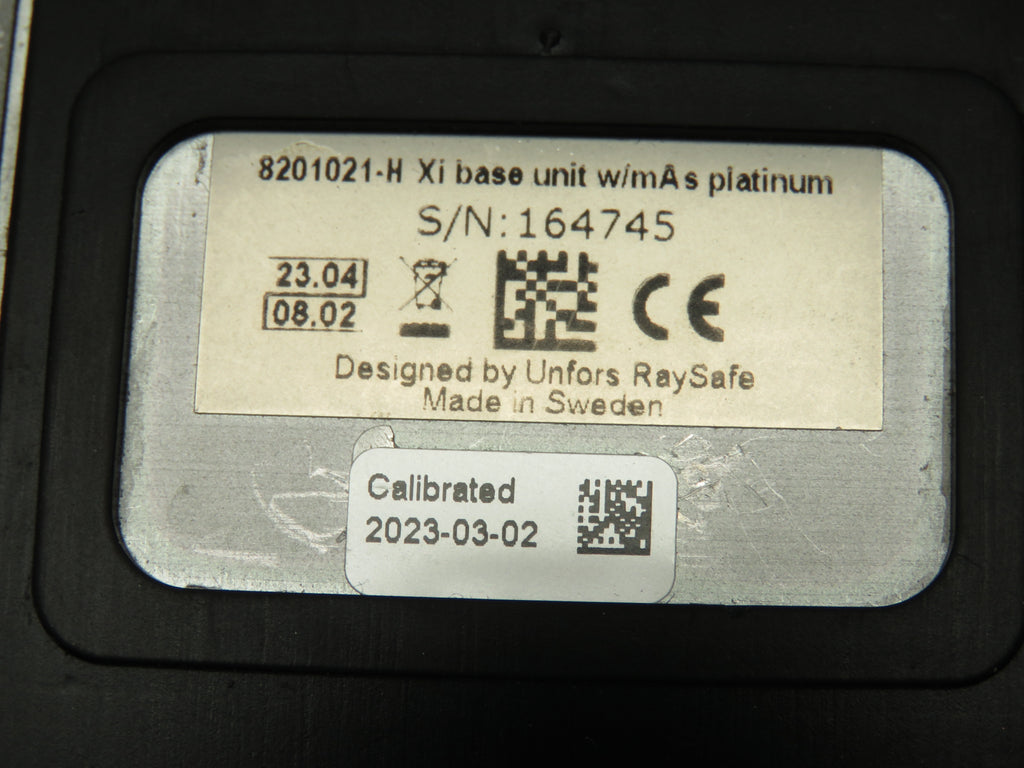 8201021-H Xi base unit w/mÂs platinum
S/N: 164745
23.04
08.02
CE
Designed by Unfors RaySafe
Made in Sweden
Calibrated
2023-03-02